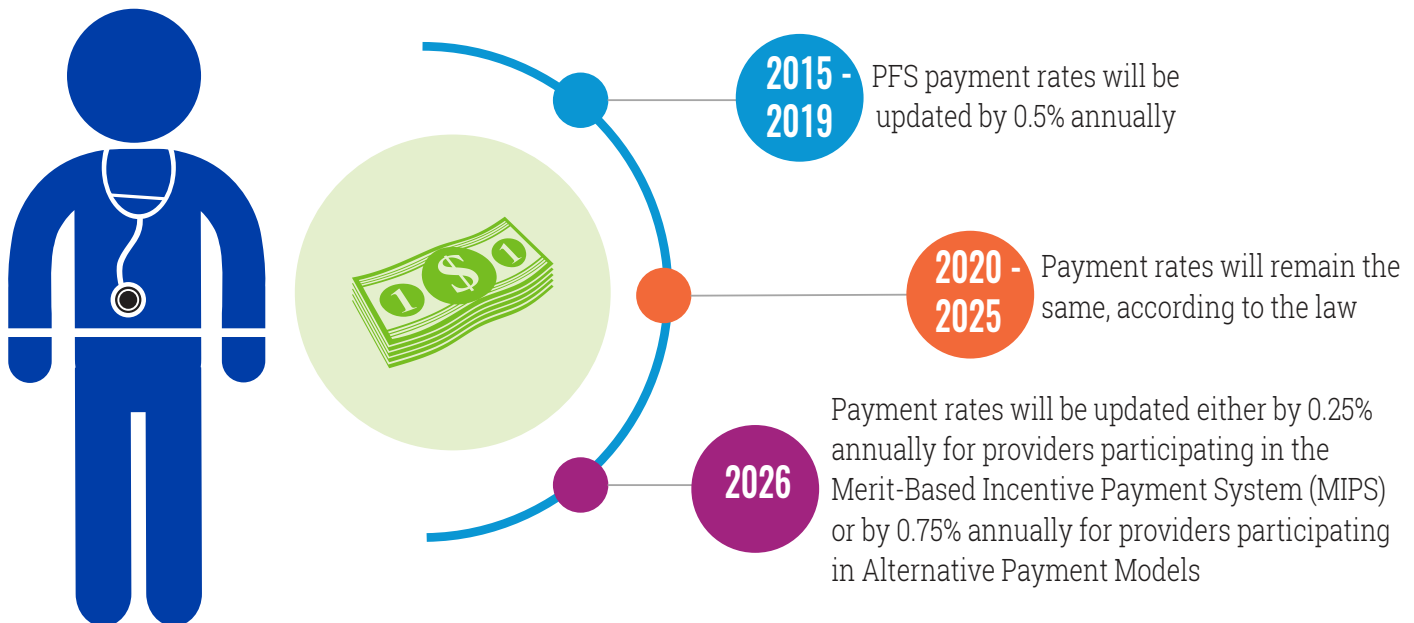 2015 -
2019
PFS payment rates will be
updated by 0.5% annually
1
$
1
2020 -
2025
Payment rates will remain the
same, according to the law
2026
Payment rates will be updated either by 0.25%
annually for providers participating in the
Merit-Based Incentive Payment System (MIPS)
or by 0.75% annually for providers participating
in Alternative Payment Models